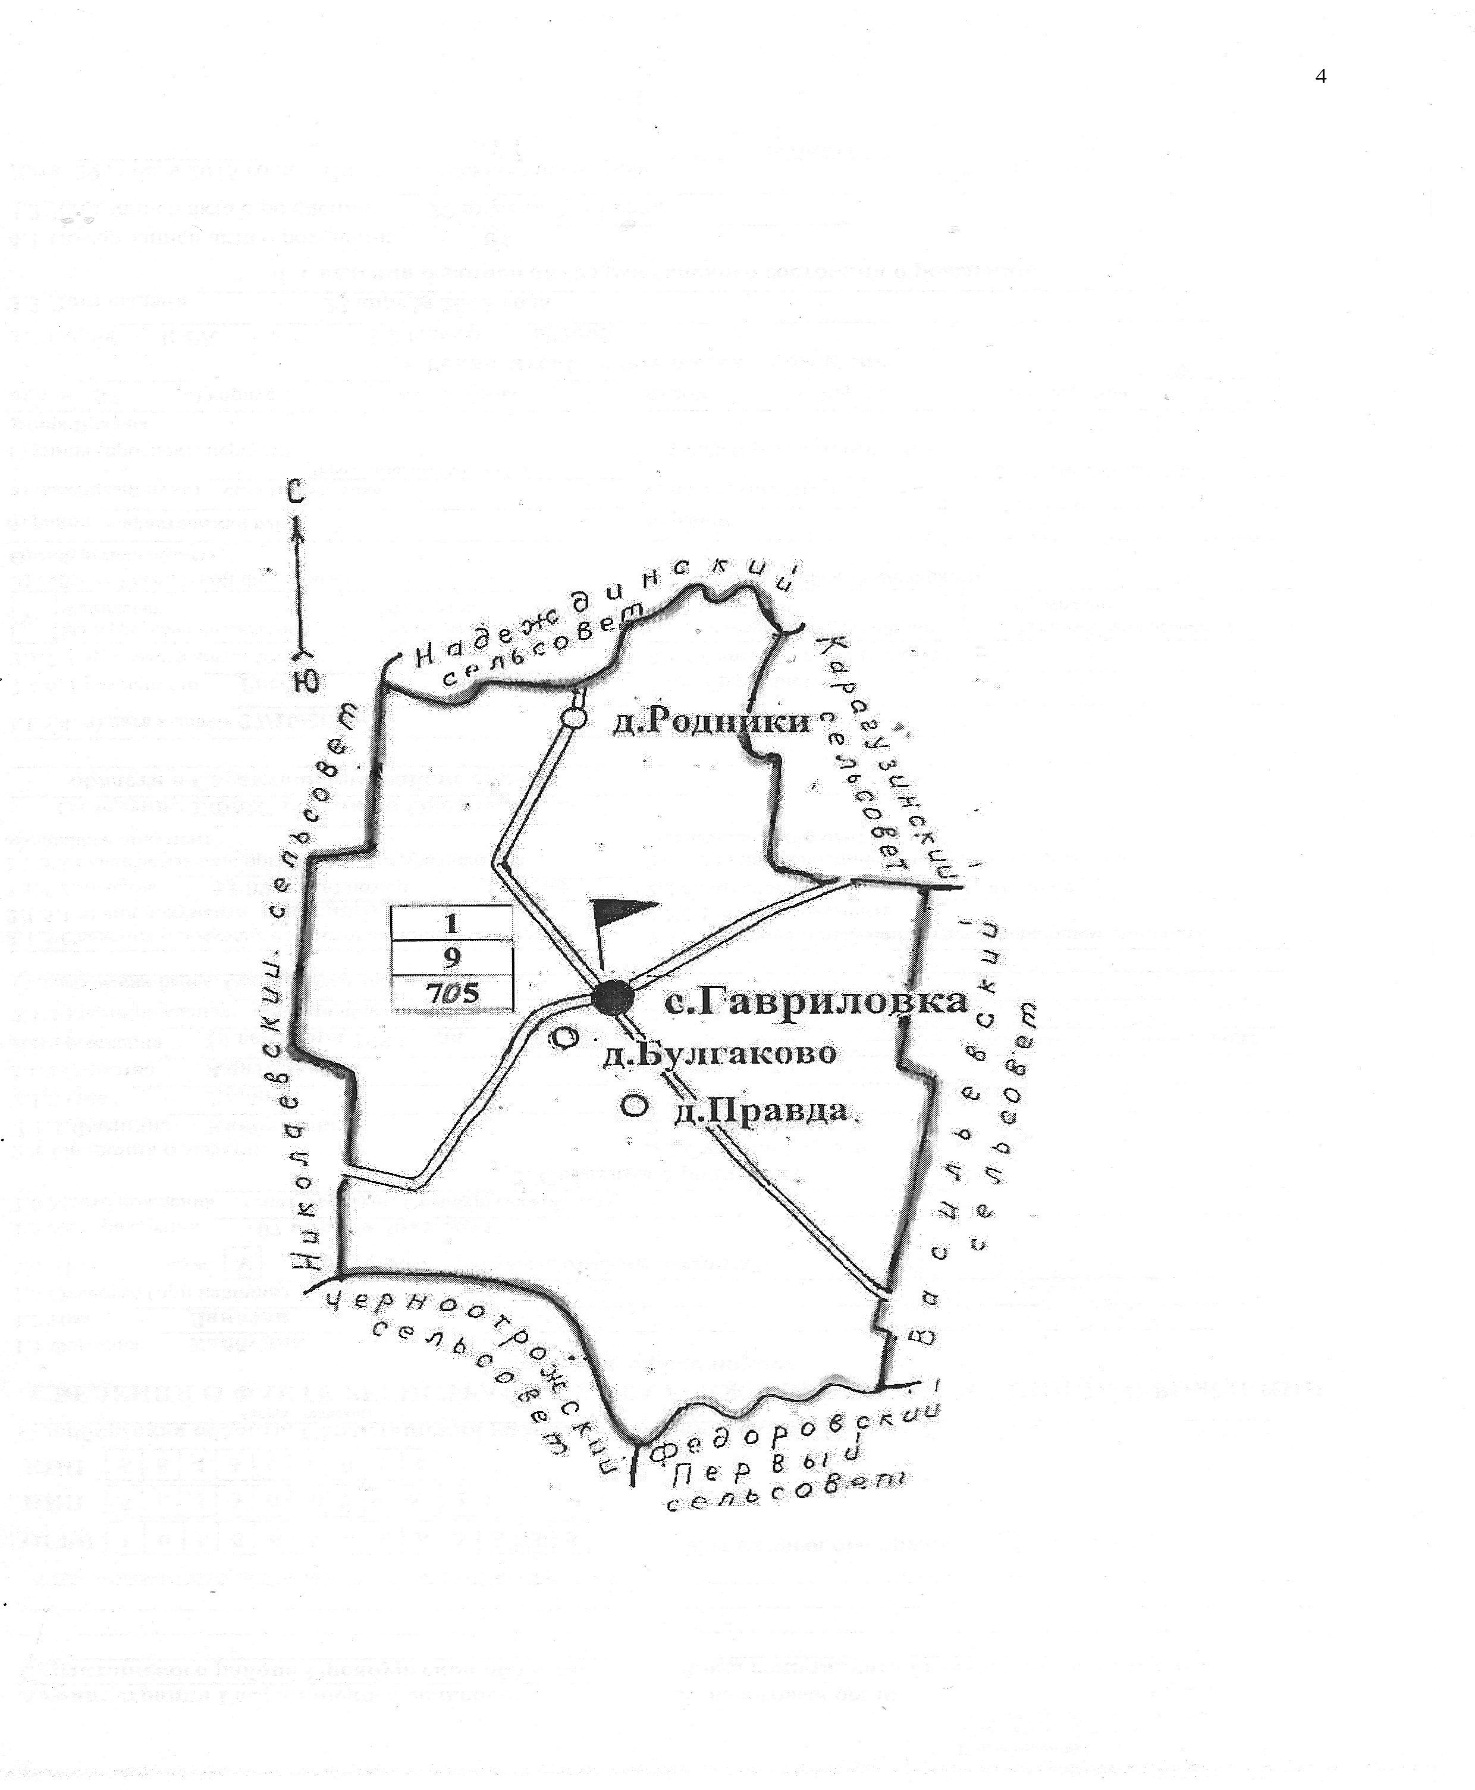 4
С
Ю
Надеждинский
сельсовет
Карагузинский
сельсовет
д.Родники
Николаевский сельсовет
1
9
705
с.Гавриловка
д.Булгаково
д.Правда
Васильевский
сельсовет
Черноотрожский
сельсовет
Федоровский
Первый
сельсовет